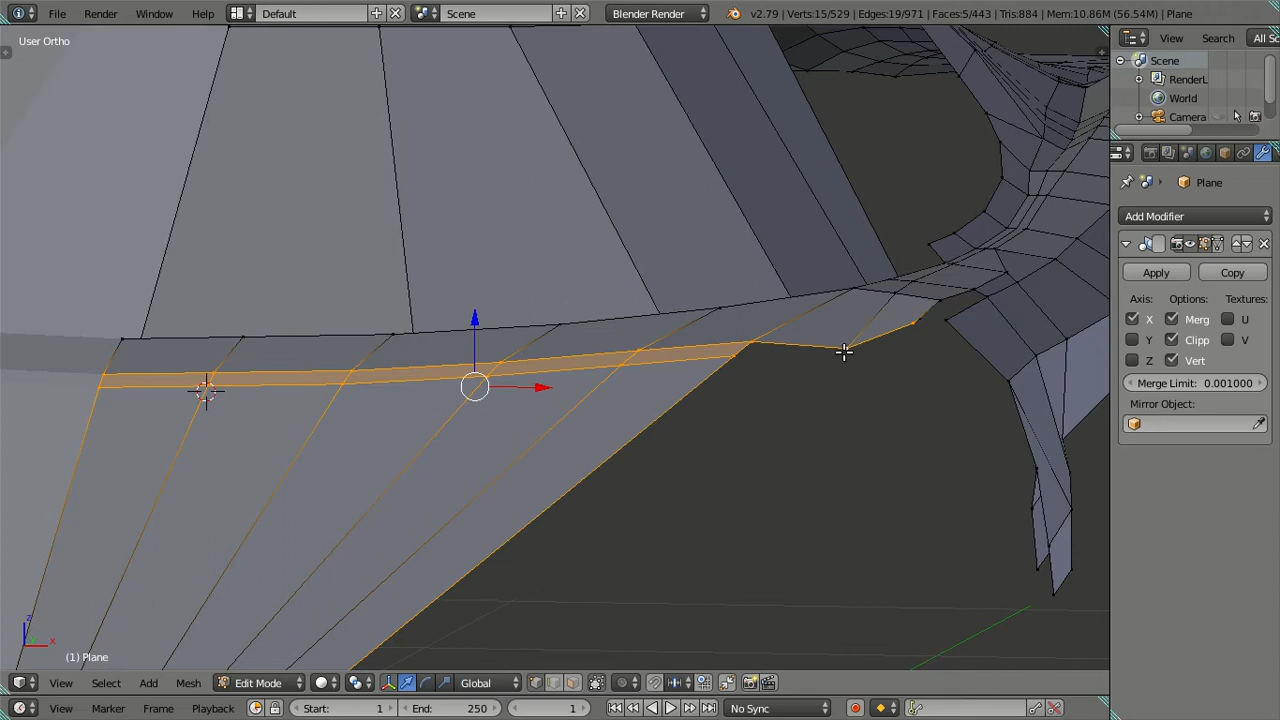 File Render Window Help Default Scene Blender Render v2.79 | Verts:15/529 | Edges:19/971 | Faces:5/443 | Tris:884 | Mem:10.86M (56.54M) | Plane
User Ortho
View Search All Sc
Scene
RenderL
World
Camera
Plane
Add Modifier
Apply Copy
Axis: Options: Textures:
X Merg U
Y Clipp V
Z Vert
Merge Limit: 0.001000
Mirror Object:
z
x
(1) Plane
View Select Add Mesh Edit Mode Global
View Marker Frame Playback Start: 1 End: 250 1 No Sync